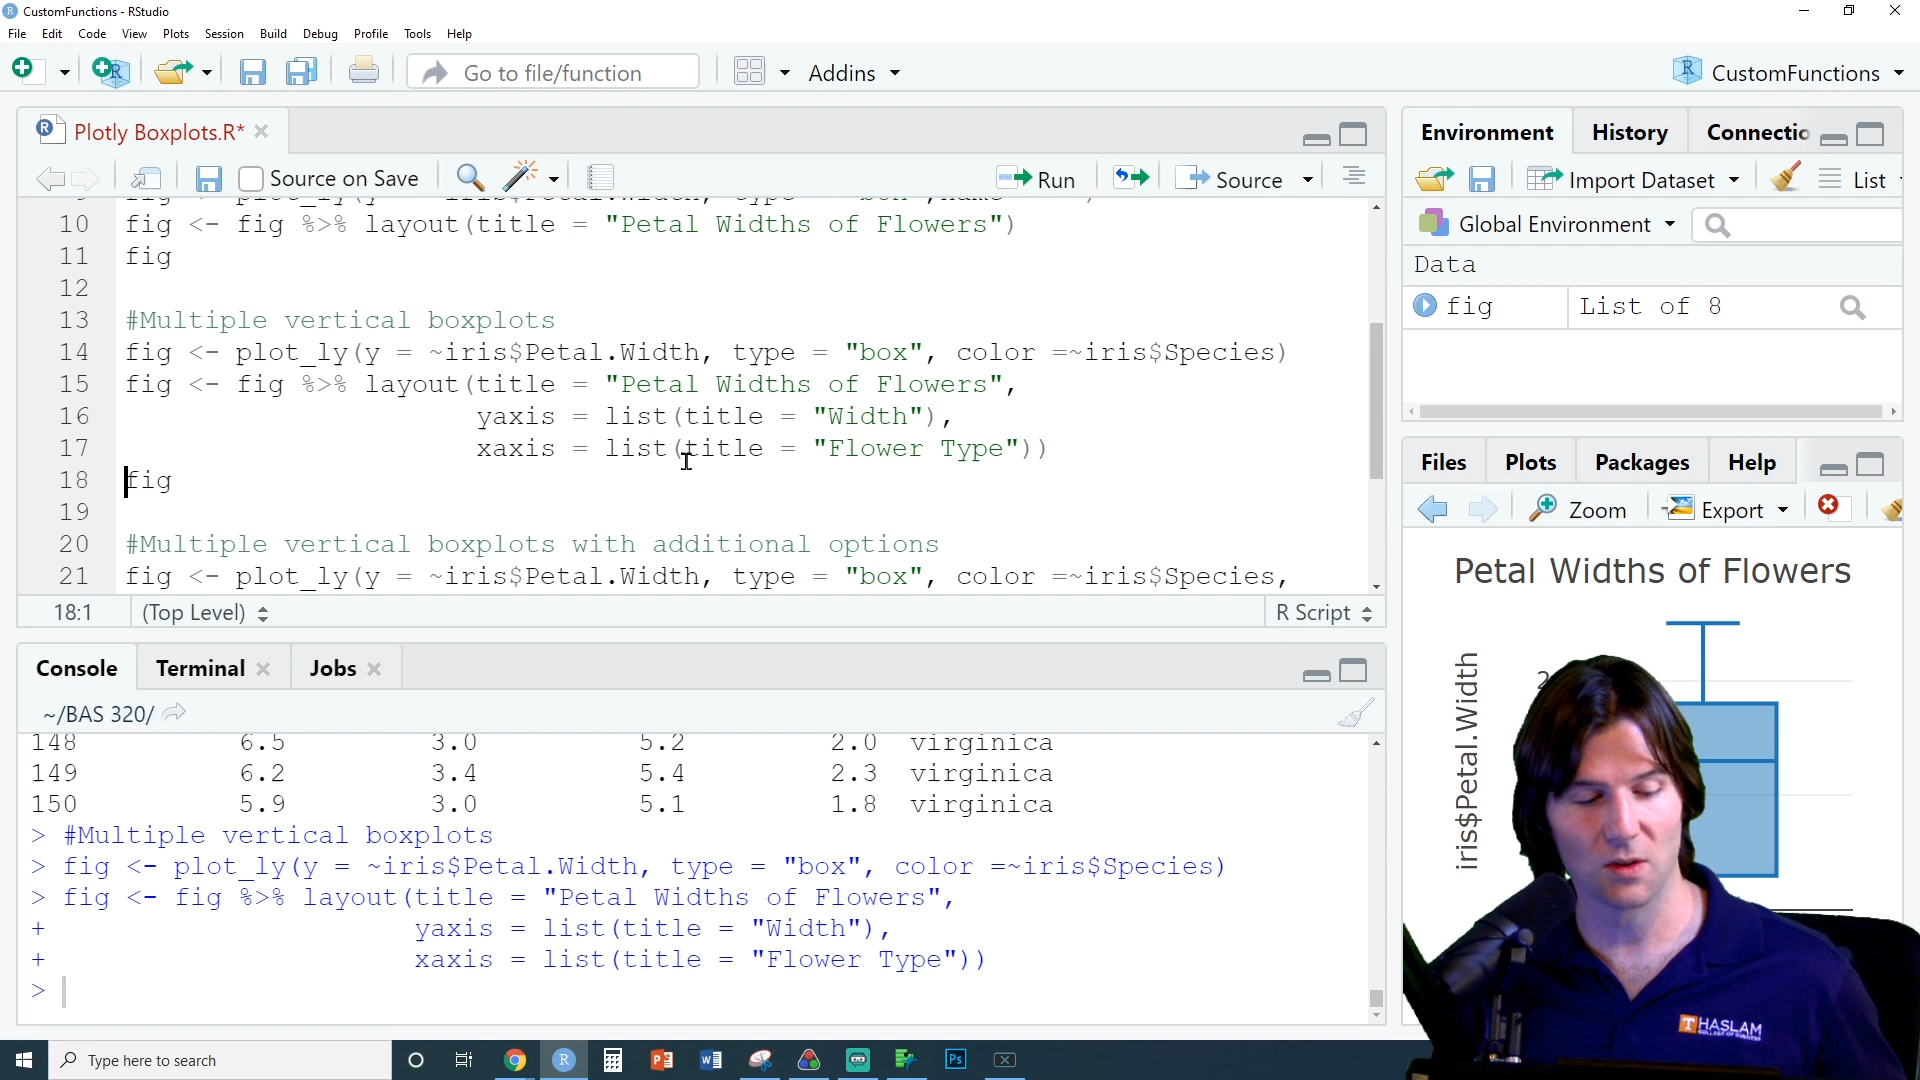 CustomFunctions - RStudio
File Edit Code View Plots Session Build Debug Profile Tools Help
Go to file/function
Addins
CustomFunctions
Plotly Boxplots.R*
Source on Save
Run
Source
10 fig <- fig %>% layout(title = "Petal Widths of Flowers")
11 fig
12
13 #Multiple vertical boxplots
14 fig <- plot_ly(y = ~iris$Petal.Width, type = "box", color =~iris$Species)
15 fig <- fig %>% layout(title = "Petal Widths of Flowers",
16 yaxis = list(title = "Width"),
17 xaxis = list(title = "Flower Type"))
18 fig
19
20 #Multiple vertical boxplots with additional options
21 fig <- plot_ly(y = ~iris$Petal.Width, type = "box", color =~iris$Species,
18:1 (Top Level) R Script
Console Terminal Jobs
~/BAS 320/
148 6.5 3.0 5.2 2.0 virginica
149 6.2 3.4 5.4 2.3 virginica
150 5.9 3.0 5.1 1.8 virginica
> #Multiple vertical boxplots
> fig <- plot_ly(y = ~iris$Petal.Width, type = "box", color =~iris$Species)
> fig <- fig %>% layout(title = "Petal Widths of Flowers",
+ yaxis = list(title = "Width"),
+ xaxis = list(title = "Flower Type"))
>
Environment History Connectio
Import Dataset List
Global Environment
Data
fig List of 8
Files Plots Packages Help
Zoom Export
Petal Widths of Flowers
iris$Petal.Width
HASLAM
Type here to search